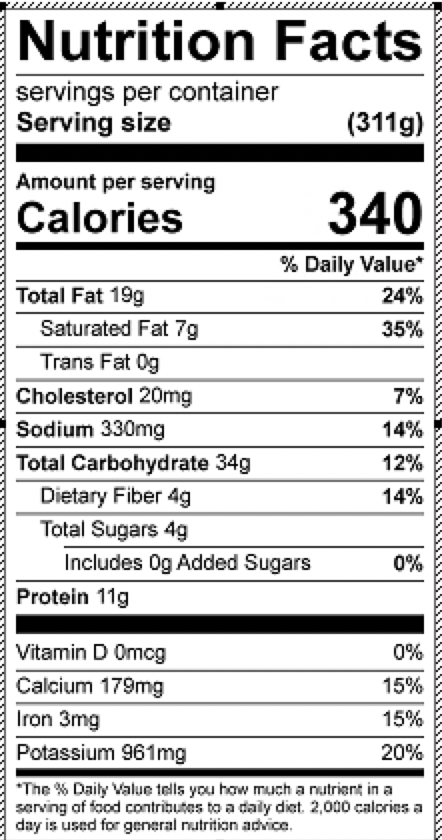 Nutrition Facts
servings per container
Serving size (311g)
Amount per serving
Calories 340
% Daily Value*
Total Fat 19g 24%
Saturated Fat 7g 35%
Trans Fat 0g
Cholesterol 20mg 7%
Sodium 330mg 14%
Total Carbohydrate 34g 12%
Dietary Fiber 4g 14%
Total Sugars 4g
Includes 0g Added Sugars 0%
Protein 11g
Vitamin D 0mcg 0%
Calcium 179mg 15%
Iron 3mg 15%
Potassium 961mg 20%
*The % Daily Value tells you how much a nutrient in a
serving of food contributes to a daily diet. 2,000 calories a
day is used for general nutrition advice.